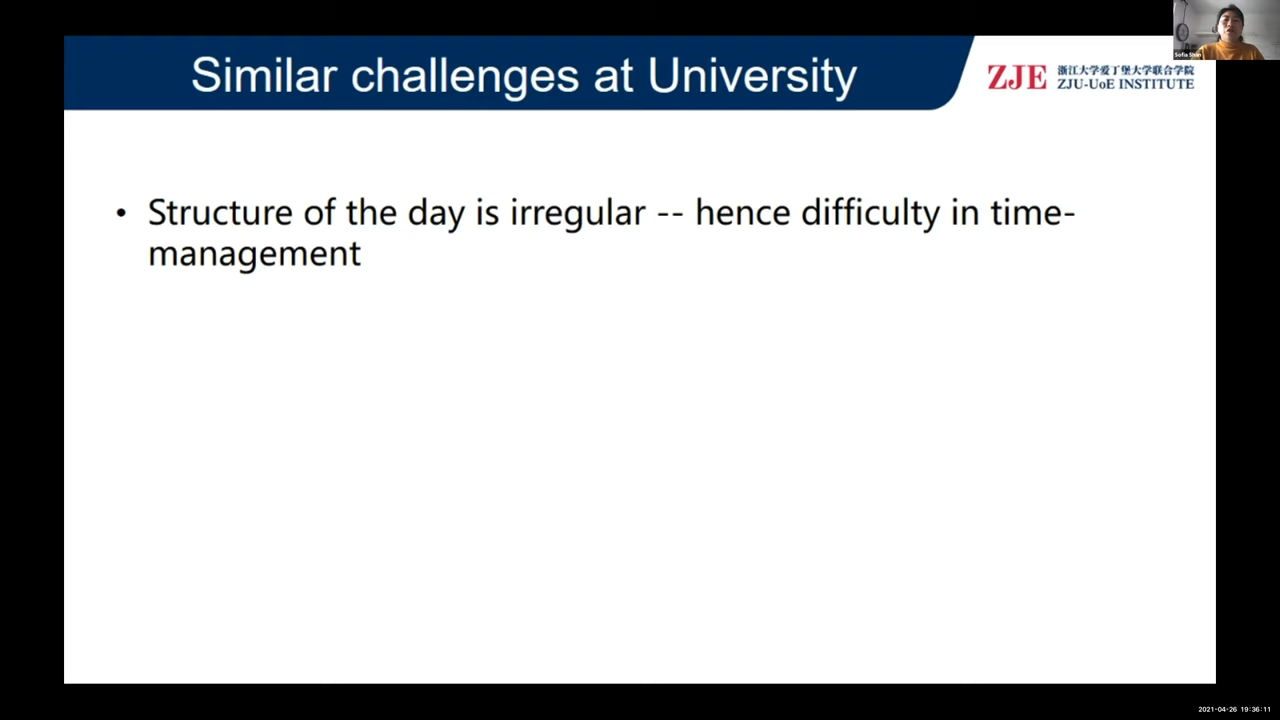 Similar challenges at University
ZJE
浙江大学爱丁堡大学联合学院
ZJU-UoE INSTITUTE
Sofia Shan
• Structure of the day is irregular -- hence difficulty in time-
management
2021-04-26 19:36:11